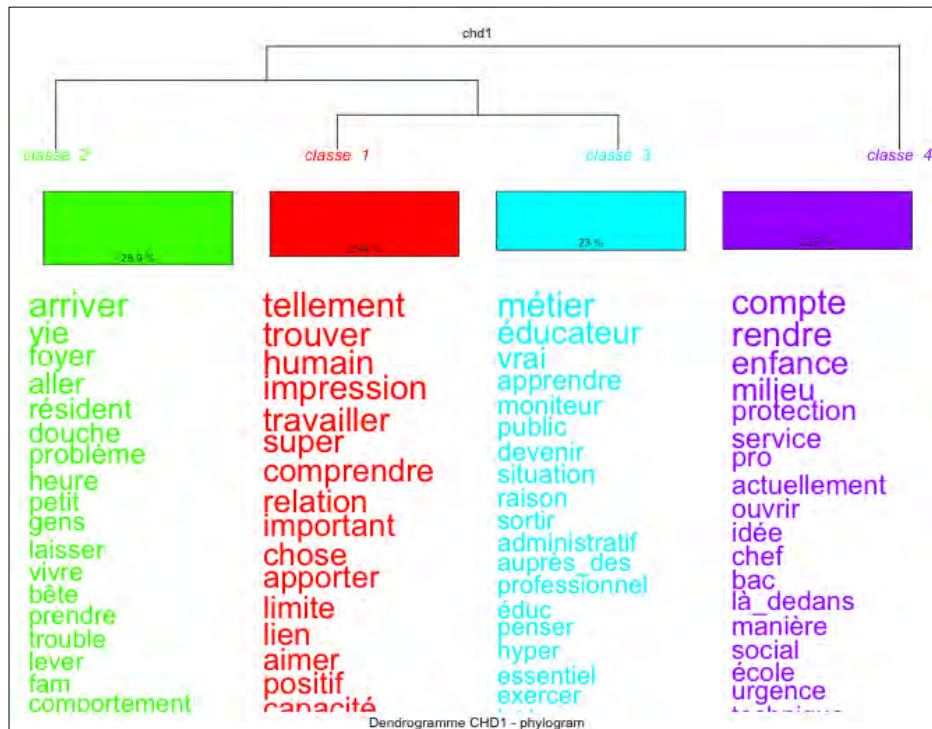 chd1
classe 2
classe 1
classe 3
classe 4
28.9 %
23 %
arriver
vie
foyer
aller
résident
douche
problème
heure
petit
gens
laisser
vivre
bête
prendre
trouble
lever
fam
comportement
tellement
trouver
humain
impression
travailler
super
comprendre
relation
important
chose
apporter
limite
lien
aimer
positif
capacité
métier
éducateur
vrai
apprendre
moniteur
public
devenir
situation
raison
sortir
administratif
auprès_des
professionnel
éduc
penser
hyper
essentiel
exercer
compte
rendre
enfance
milieu
protection
service
pro
actuellement
ouvrir
idée
chef
bac
là_dedans
manière
social
école
urgence
technique
Dendrogramme CHD1 - phylogram